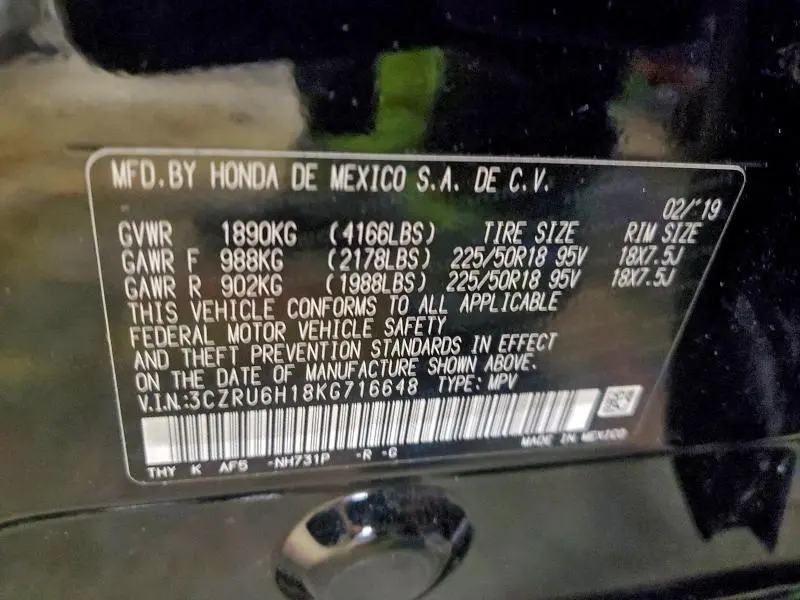 MFD. BY HONDA DE MEXICO S.A. DE C.V.
02/'19
GVWR 1890KG (4166LBS) TIRE SIZE RIM SIZE
GAWR F 988KG (2178LBS) 225/50R18 95V 18X7.5J
GAWR R 902KG (1988LBS) 225/50R18 95V 18X7.5J
THIS VEHICLE CONFORMS TO ALL APPLICABLE
FEDERAL MOTOR VEHICLE SAFETY
AND THEFT PREVENTION STANDARDS IN EFFECT
ON THE DATE OF MANUFACTURE SHOWN ABOVE.
V.I.N.:3CZRU6H18KG716648 TYPE: MPV
MADE IN MEXICO
THY K AF5 -NH731P -R -G